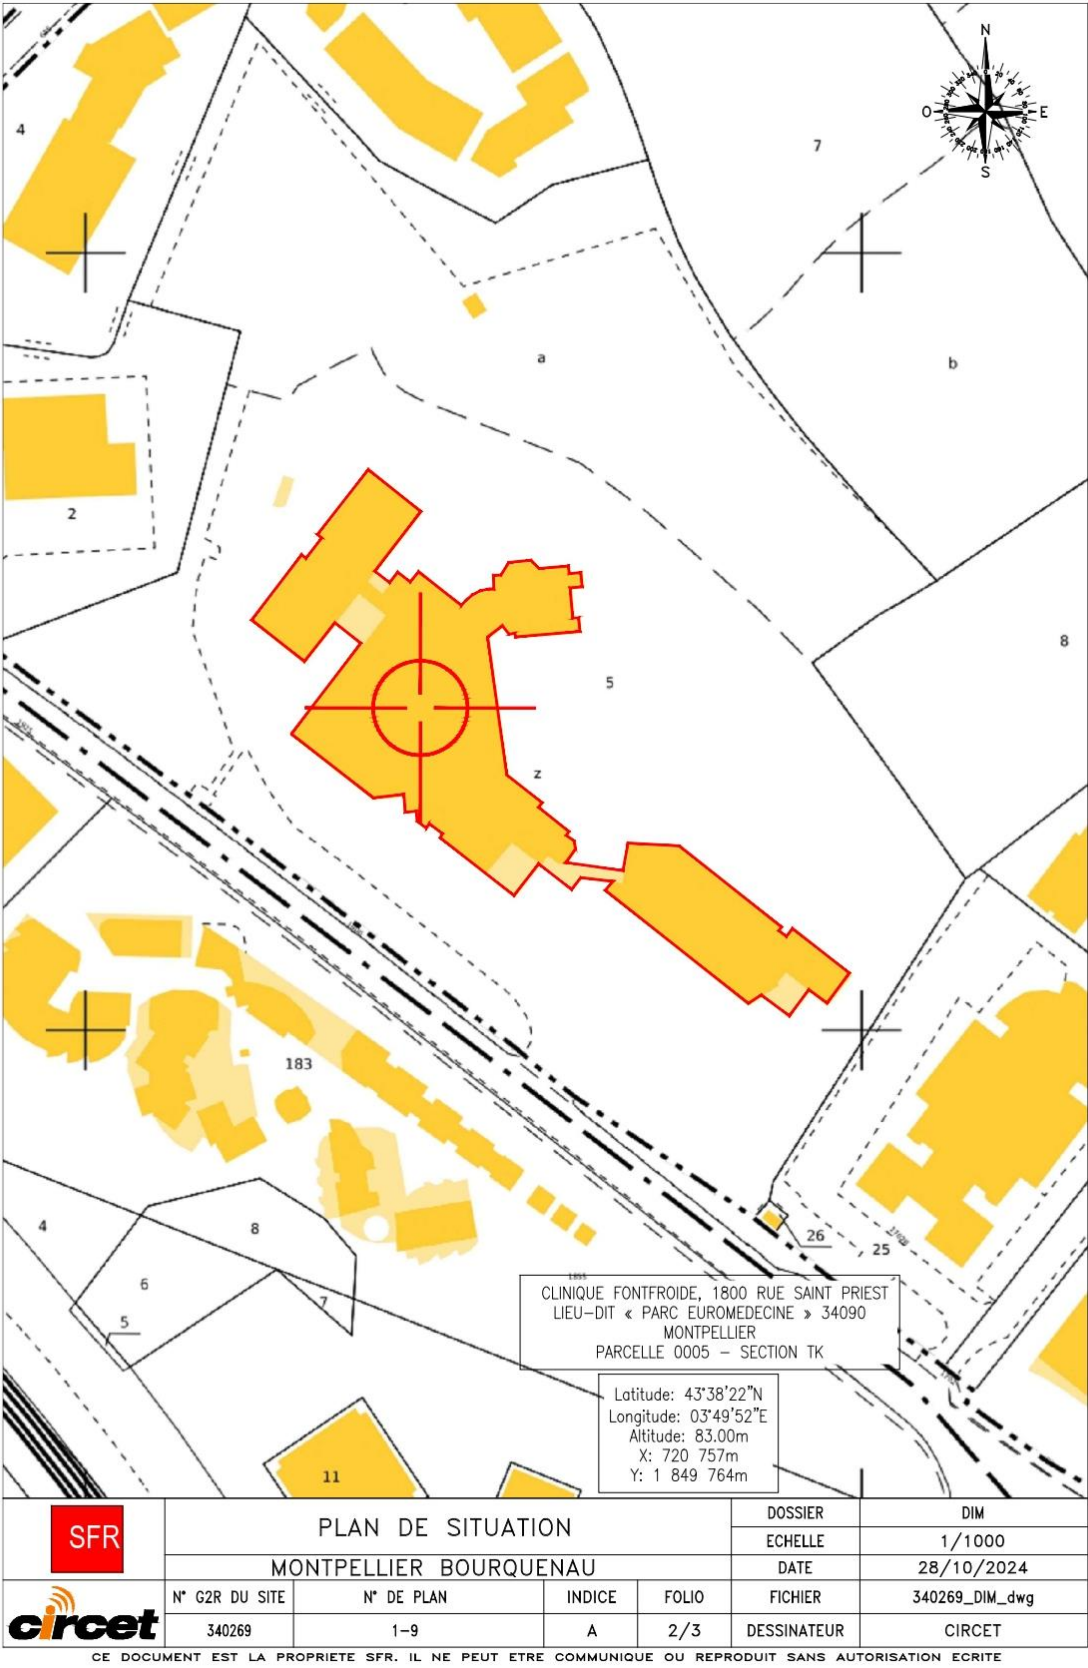 N
O
E
S
4
7
a
b
2
8
5
z
183
26
25
4
8
6
7
5
11
CLINIQUE FONTFROIDE, 1800 RUE SAINT PRIEST
LIEU-DIT « PARC EUROMEDECINE » 34090
MONTPELLIER
PARCELLE 0005 - SECTION TK
Latitude: 43°38'22"N
Longitude: 03°49'52"E
Altitude: 83.00m
X: 720 757m
Y: 1 849 764m
SFR
PLAN DE SITUATION
MONTPELLIER BOURQUENAU
DOSSIER
DIM
ECHELLE
1/1000
DATE
28/10/2024
circet
N° G2R DU SITE
N° DE PLAN
INDICE
FOLIO
FICHIER
340269_DIM_dwg
340269
1-9
A
2/3
DESSINATEUR
CIRCET
CE DOCUMENT EST LA PROPRIETE SFR. IL NE PEUT ETRE COMMUNIQUE OU REPRODUIT SANS AUTORISATION ECRITE